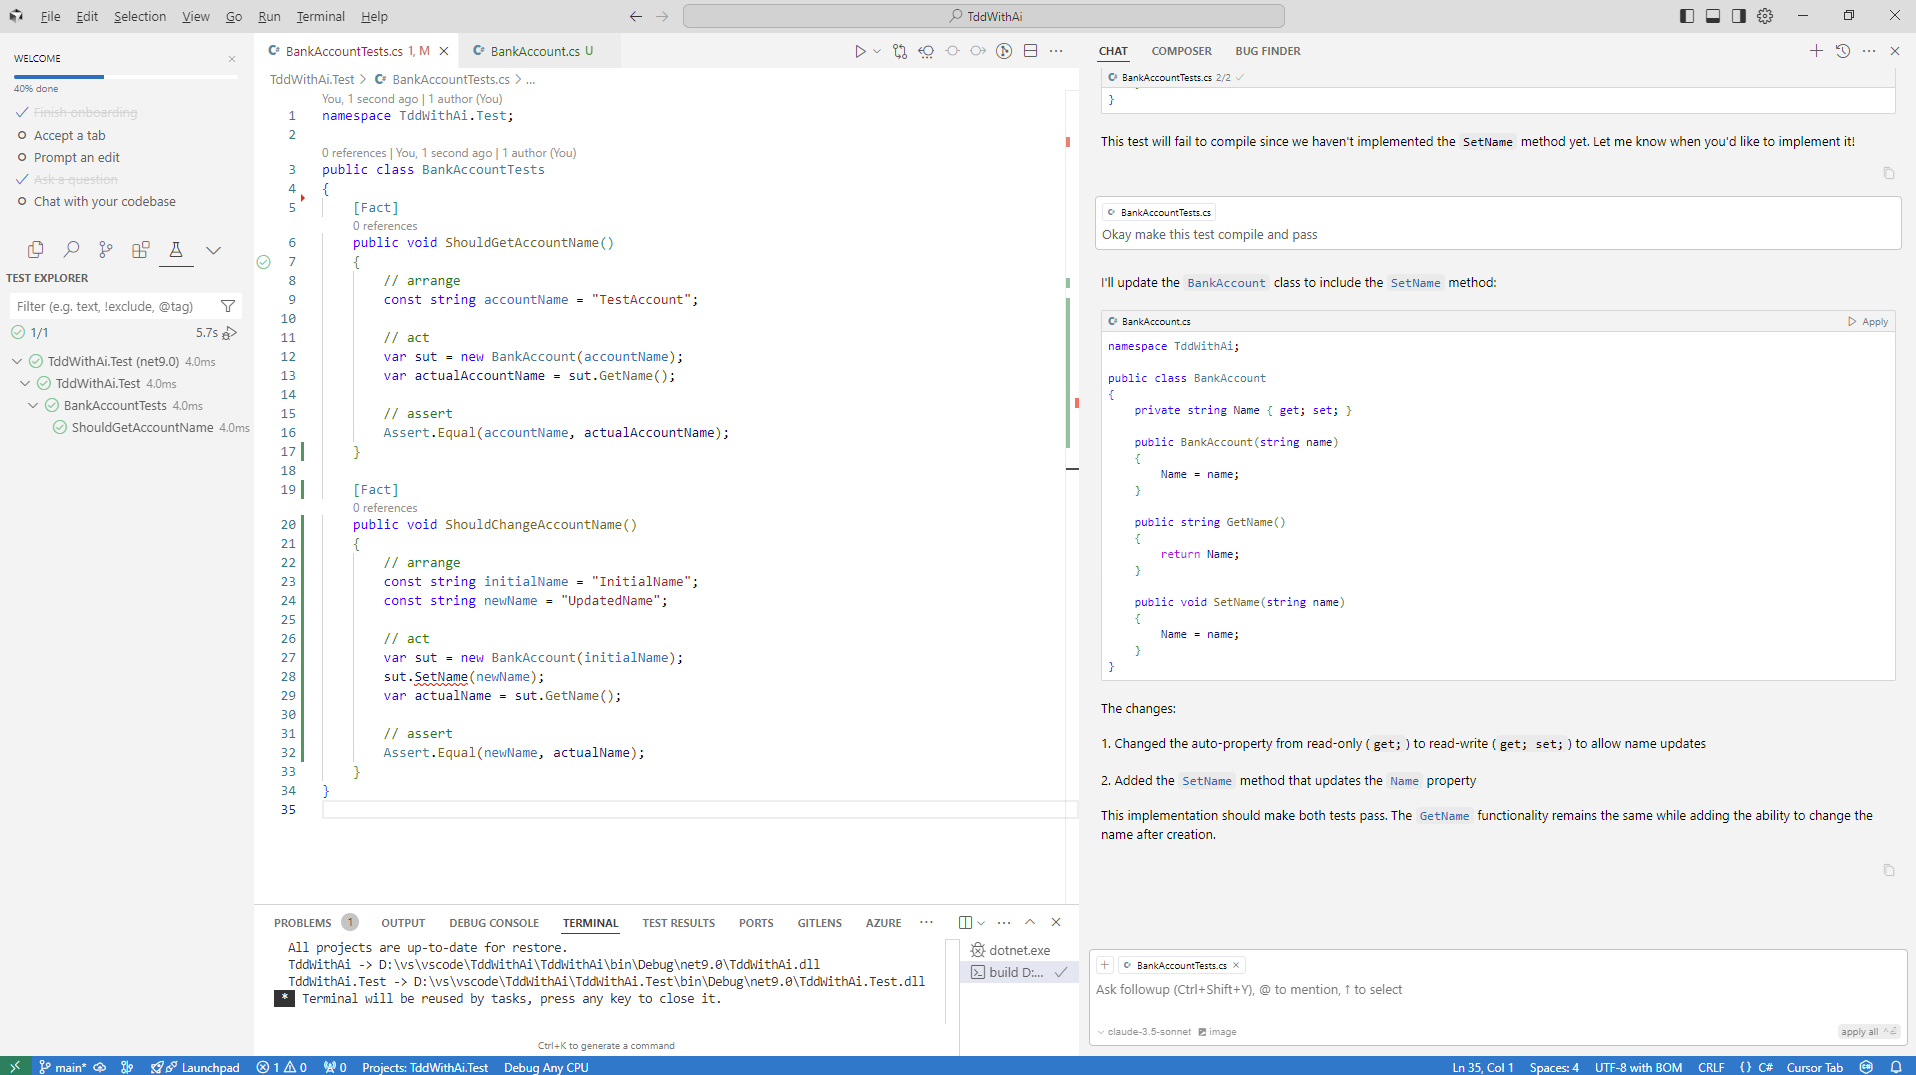 File Edit Selection View Go Run Terminal Help
TddWithAi
WELCOME
40% done
Finish onboarding
Accept a tab
Prompt an edit
Ask a question
Chat with your codebase
TEST EXPLORER
Filter (e.g. text, !exclude, @tag)
1/1 5.7s
TddWithAi.Test (net9.0) 4.0ms
TddWithAi.Test 4.0ms
BankAccountTests 4.0ms
ShouldGetAccountName 4.0ms
BankAccountTests.cs 1, M
BankAccount.cs U
TddWithAi.Test > BankAccountTests.cs > ...
You, 1 second ago | 1 author (You)
1 namespace TddWithAi.Test;
2
0 references | You, 1 second ago | 1 author (You)
3 public class BankAccountTests
4 {
5 [Fact]
0 references
6 public void ShouldGetAccountName()
7 {
8 // arrange
9 const string accountName = "TestAccount";
10
11 // act
12 var sut = new BankAccount(accountName);
13 var actualAccountName = sut.GetName();
14
15 // assert
16 Assert.Equal(accountName, actualAccountName);
17 }
18
19 [Fact]
0 references
20 public void ShouldChangeAccountName()
21 {
22 // arrange
23 const string initialName = "InitialName";
24 const string newName = "UpdatedName";
25
26 // act
27 var sut = new BankAccount(initialName);
28 sut.SetName(newName);
29 var actualName = sut.GetName();
30
31 // assert
32 Assert.Equal(newName, actualName);
33 }
34 }
35
PROBLEMS 1 OUTPUT DEBUG CONSOLE TERMINAL TEST RESULTS PORTS GITLENS AZURE
All projects are up-to-date for restore.
TddWithAi -> D:\vs\vscode\TddWithAi\TddWithAi\bin\Debug\net9.0\TddWithAi.dll
TddWithAi.Test -> D:\vs\vscode\TddWithAi\TddWithAi.Test\bin\Debug\net9.0\TddWithAi.Test.dll
* Terminal will be reused by tasks, press any key to close it.
Ctrl+K to generate a command
dotnet.exe
build D:...
CHAT COMPOSER BUG FINDER
BankAccountTests.cs 2/2
}
This test will fail to compile since we haven't implemented the SetName method yet. Let me know when you'd like to implement it!
BankAccountTests.cs
Okay make this test compile and pass
I'll update the BankAccount class to include the SetName method:
BankAccount.cs Apply
namespace TddWithAi;
public class BankAccount
{
private string Name { get; set; }
public BankAccount(string name)
{
Name = name;
}
public string GetName()
{
return Name;
}
public void SetName(string name)
{
Name = name;
}
}
The changes:
1. Changed the auto-property from read-only ( get; ) to read-write ( get; set; ) to allow name updates
2. Added the SetName method that updates the Name property
This implementation should make both tests pass. The GetName functionality remains the same while adding the ability to change the
name after creation.
+ BankAccountTests.cs
Ask followup (Ctrl+Shift+Y), @ to mention, ↑ to select
claude-3.5-sonnet image apply all
main* Launchpad 1 0 0 Projects: TddWithAi.Test Debug Any CPU Ln 35, Col 1 Spaces: 4 UTF-8 with BOM CRLF {} C# Cursor Tab